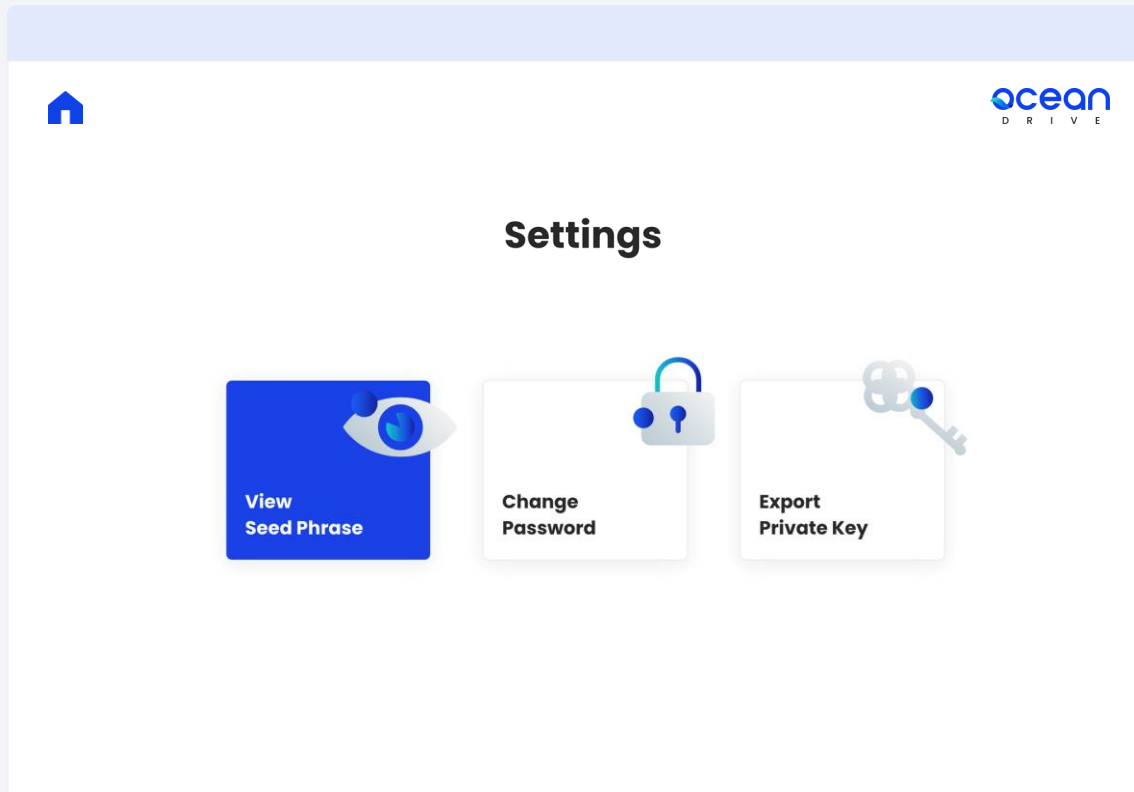 ocean
DRIVE
Settings
View
Seed Phrase
Change
Password
Export
Private Key